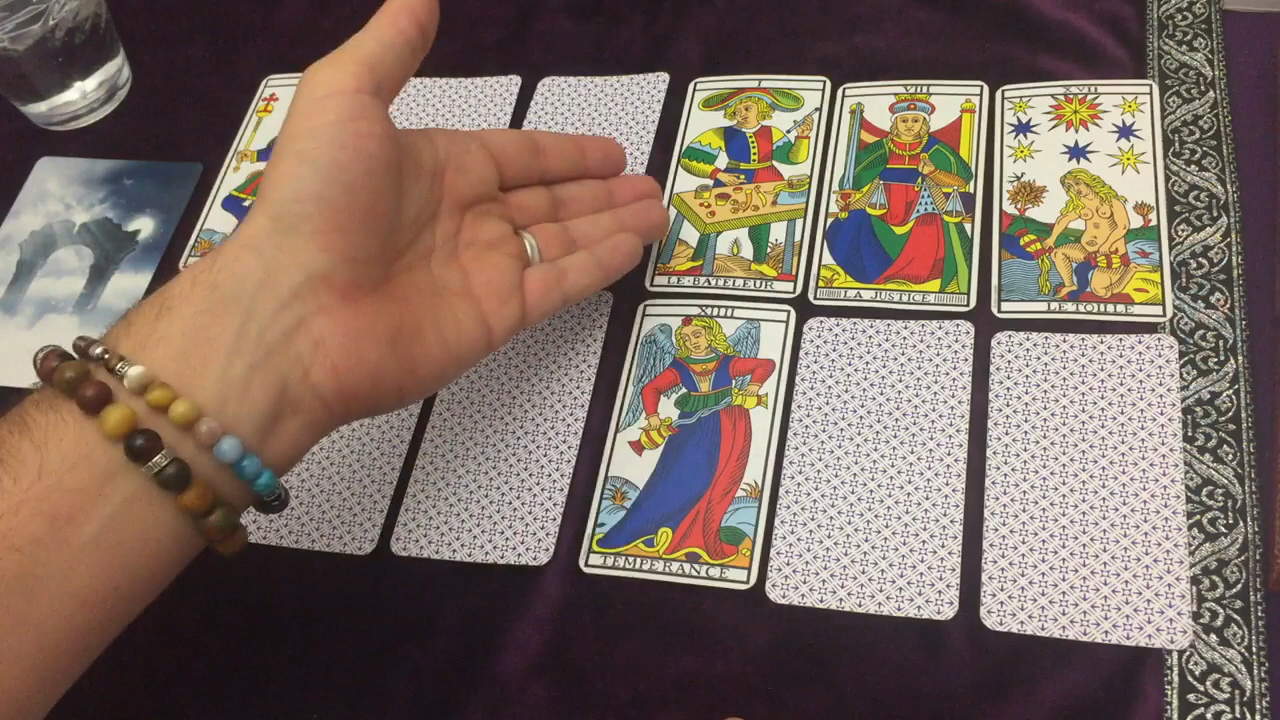 I
VIII
XVII
LE·BATELEUR
LA JUSTICE
LE TOILLE
XIIII
TEMPERANCE